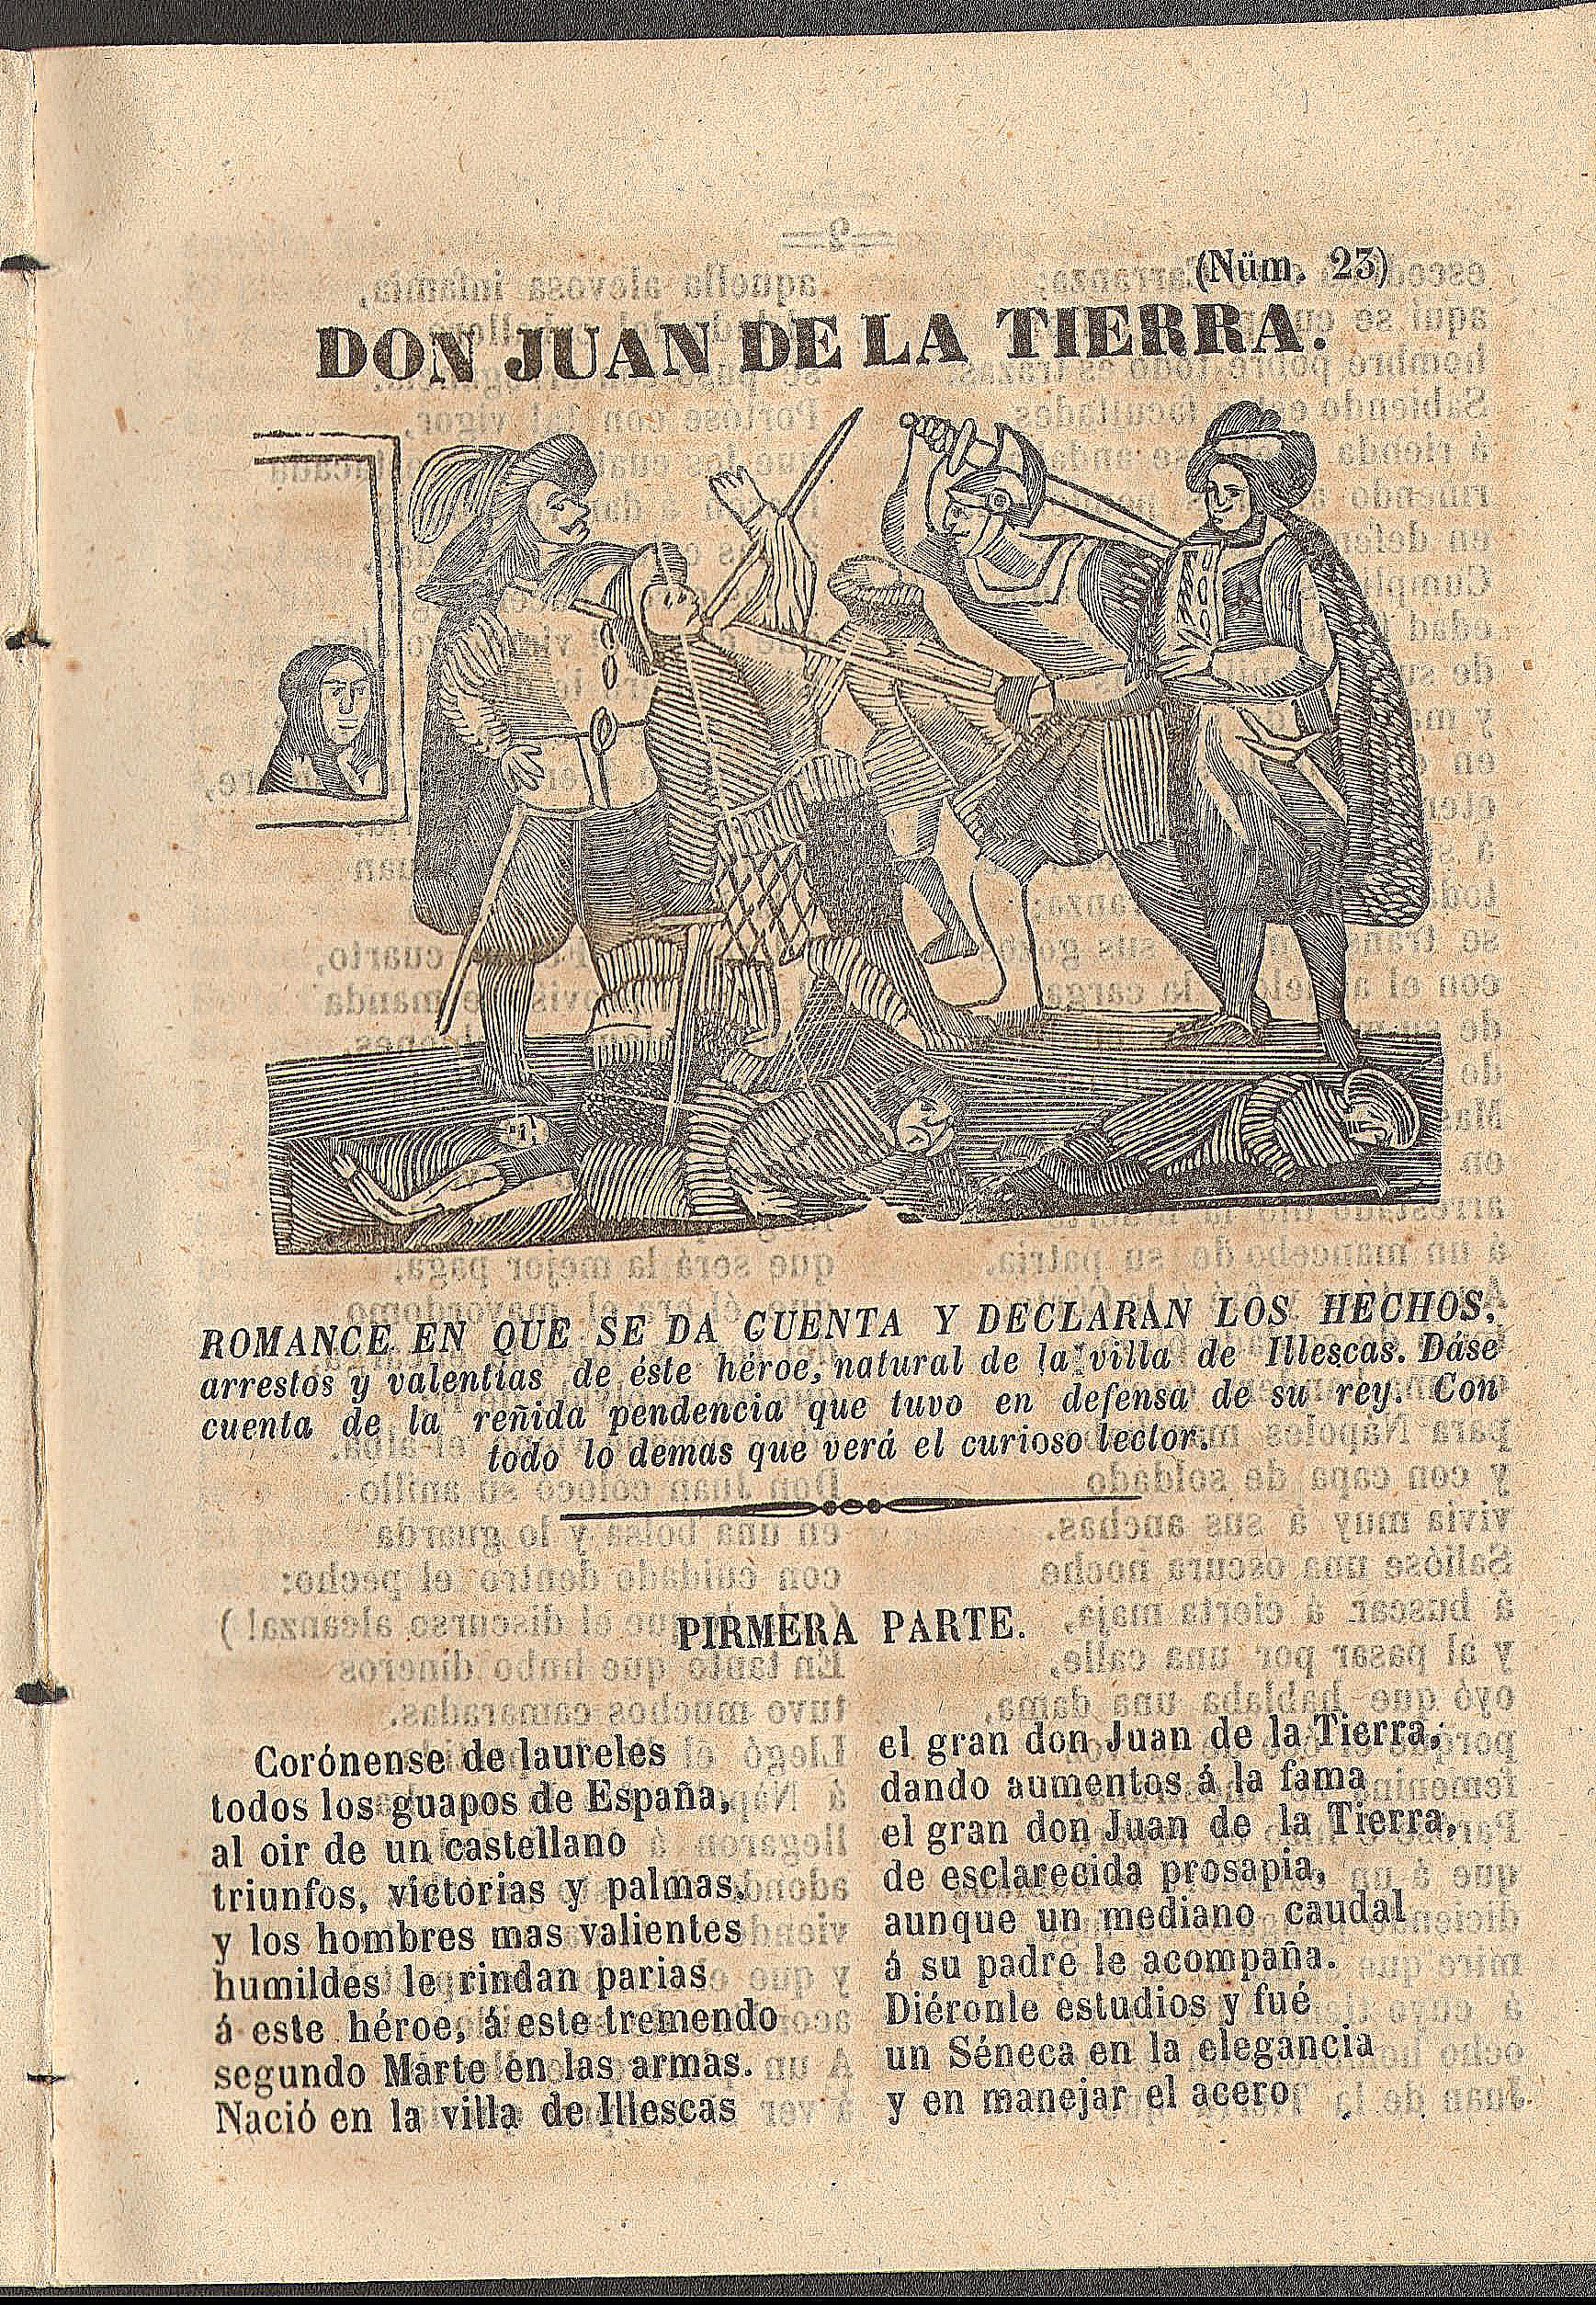 (Núm. 23)
DON JUAN DE LA TIERRA.
ROMANCE EN QUE SE DA CUENTA Y DECLARAN LOS HECHOS,
arrestos y valentías de éste héroe, natural de la villa de Illescas. Dáse
cuenta de la reñida pendencia que tuvo en defensa de su rey. Con
todo lo demas que verá el curioso lector.
PIRMERA PARTE.
Corónense de laureles
todos los guapos de España,
al oir de un castellano
triunfos, victorias y palmas,
y los hombres mas valientes
humildes le rindan parias
á este héroe, á este tremendo
segundo Marte en las armas.
Nació en la villa de Illescas
el gran don Juan de la Tierra,
dando aumentos á la fama
el gran don Juan de la Tierra,
de esclarecida prosapia,
aunque un mediano caudal
á su padre le acompaña.
Diéronle estudios y fué
un Séneca en la elegancia
y en manejar el acero